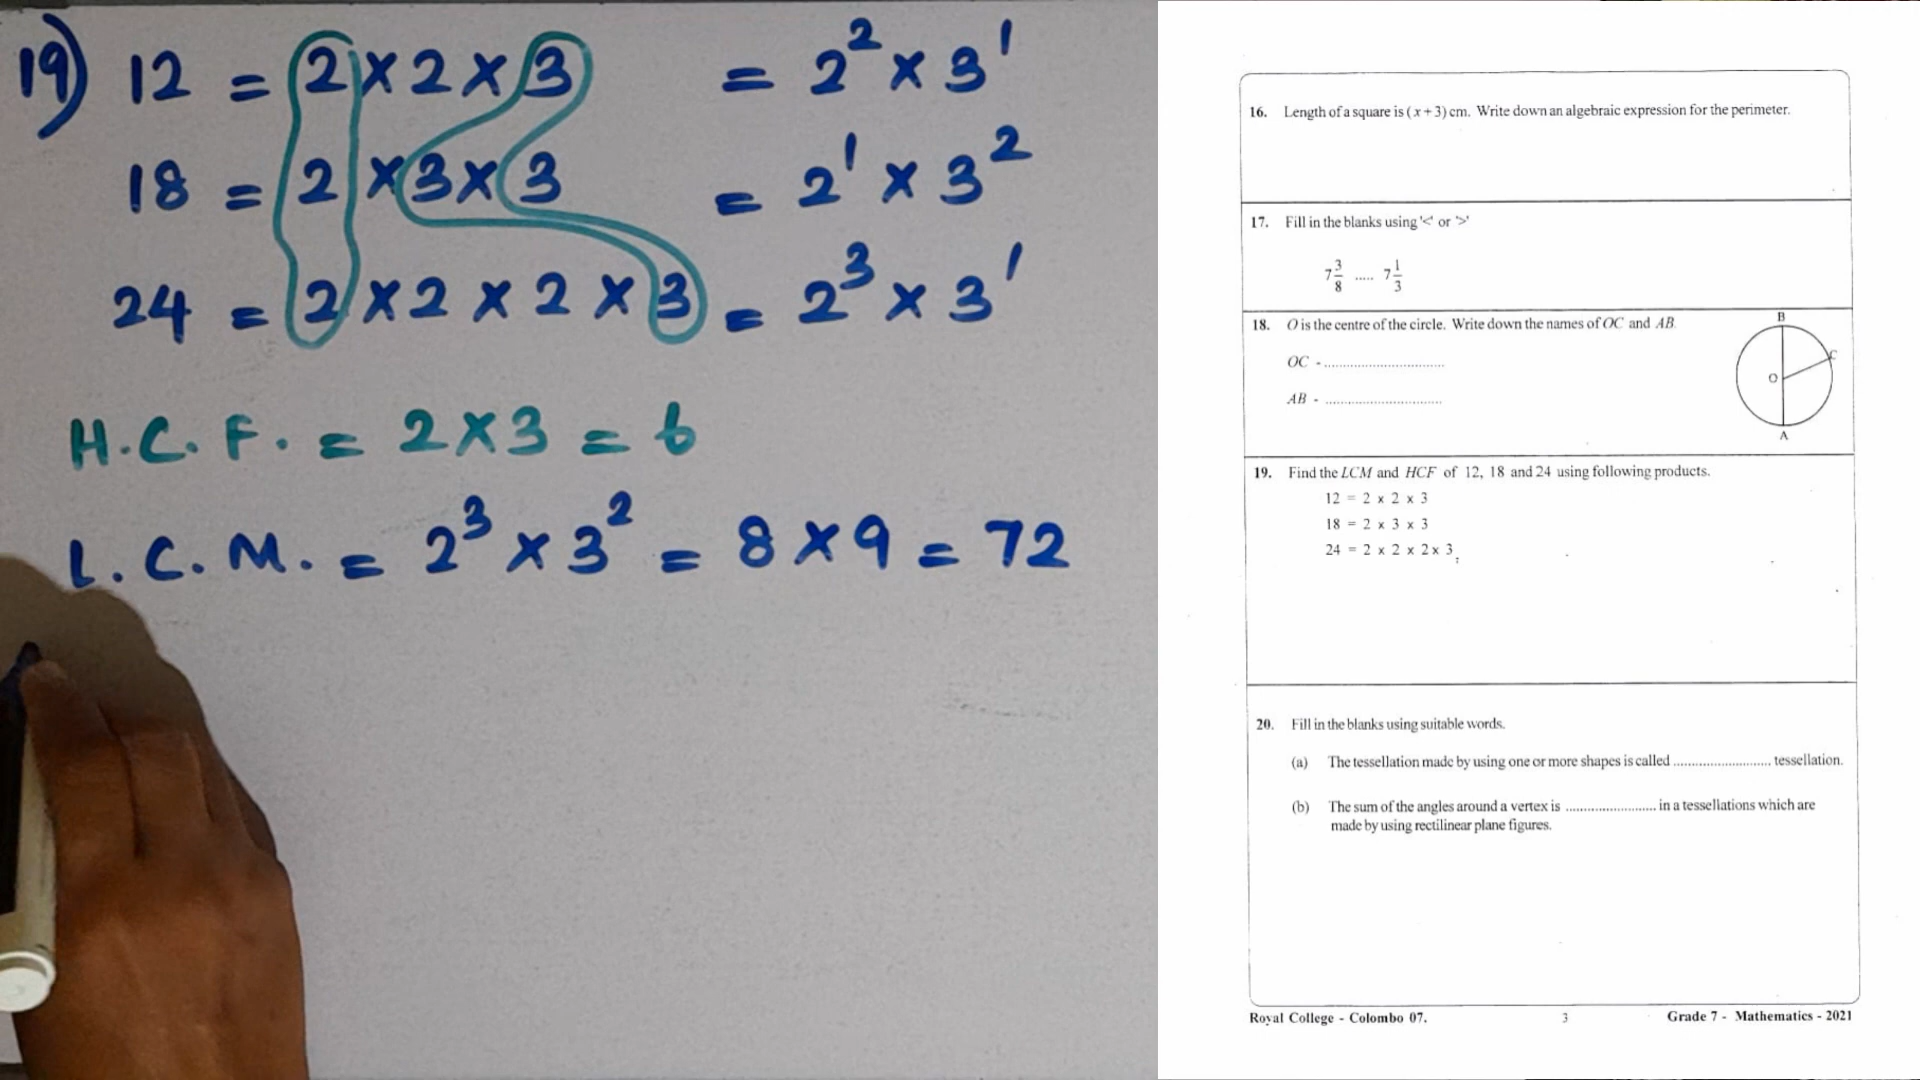 19) 12 = 2 × 2 × 3 = 2² × 3¹
18 = 2 × 3 × 3 = 2¹ × 3²
24 = 2 × 2 × 2 × 3 = 2³ × 3¹
H.C.F. = 2 × 3 = 6
L.C.M. = 2³ × 3² = 8 × 9 = 72
16. Length of a square is (x + 3) cm. Write down an algebraic expression for the perimeter.
17. Fill in the blanks using '<' or '>'
7 3/8 ..... 7 1/3
18. O is the centre of the circle. Write down the names of OC and AB
OC - ..............................
AB - ..............................
B
C
O
A
19. Find the LCM and HCF of 12, 18 and 24 using following products.
12 = 2 x 2 x 3
18 = 2 x 3 x 3
24 = 2 x 2 x 2 x 3
20. Fill in the blanks using suitable words.
(a) The tessellation made by using one or more shapes is called .......................... tessellation.
(b) The sum of the angles around a vertex is ........................ in a tessellations which are
made by using rectilinear plane figures.
Royal College - Colombo 07. 3 Grade 7 - Mathematics - 2021